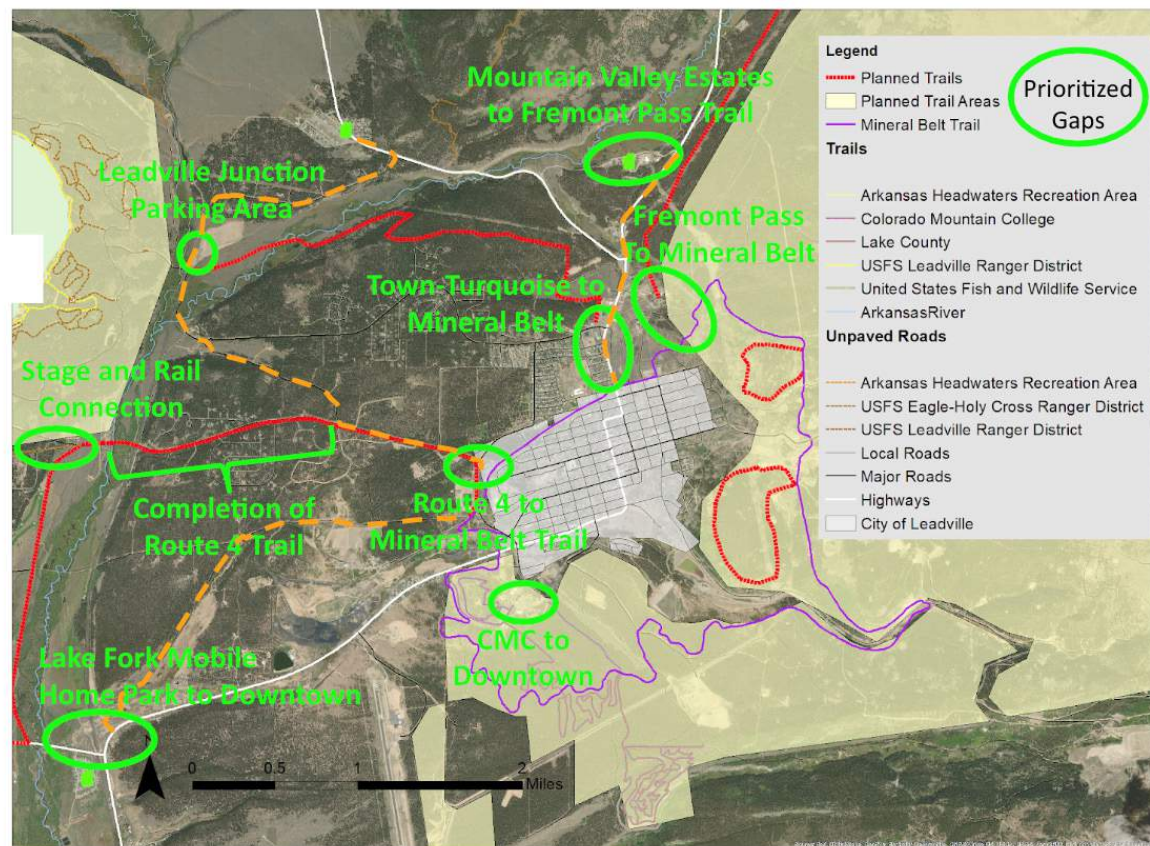 Mountain Valley Estates
to Fremont Pass Trail
Leadville Junction
Parking Area
Fremont Pass
To Mineral Belt
Town-Turquoise to
Mineral Belt
Stage and Rail
Connection
Completion of
Route 4 Trail
Route 4 to
Mineral Belt Trail
CMC to
Downtown
Lake Fork Mobile
Home Park to Downtown
0 0.5 1 2
Miles
Legend
Planned Trails
Planned Trail Areas
Mineral Belt Trail
Prioritized
Gaps
Trails
Arkansas Headwaters Recreation Area
Colorado Mountain College
Lake County
USFS Leadville Ranger District
United States Fish and Wildlife Service
ArkansasRiver
Unpaved Roads
Arkansas Headwaters Recreation Area
USFS Eagle-Holy Cross Ranger District
USFS Leadville Ranger District
Local Roads
Major Roads
Highways
City of Leadville